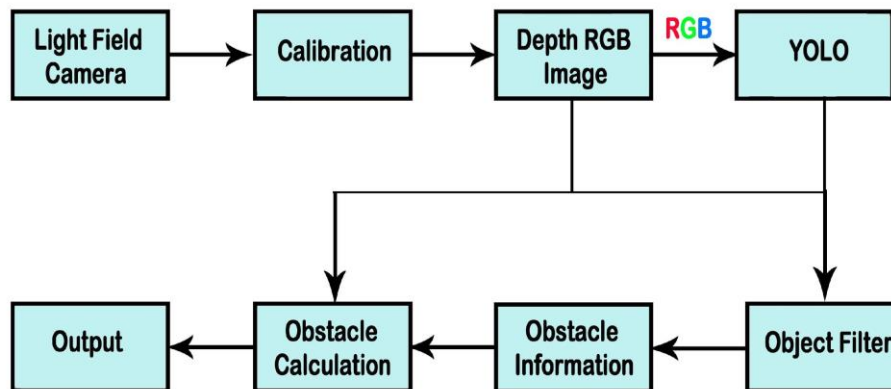 Light Field
Camera
Calibration
Depth RGB
Image
RGB
YOLO
Output
Obstacle
Calculation
Obstacle
Information
Object Filter